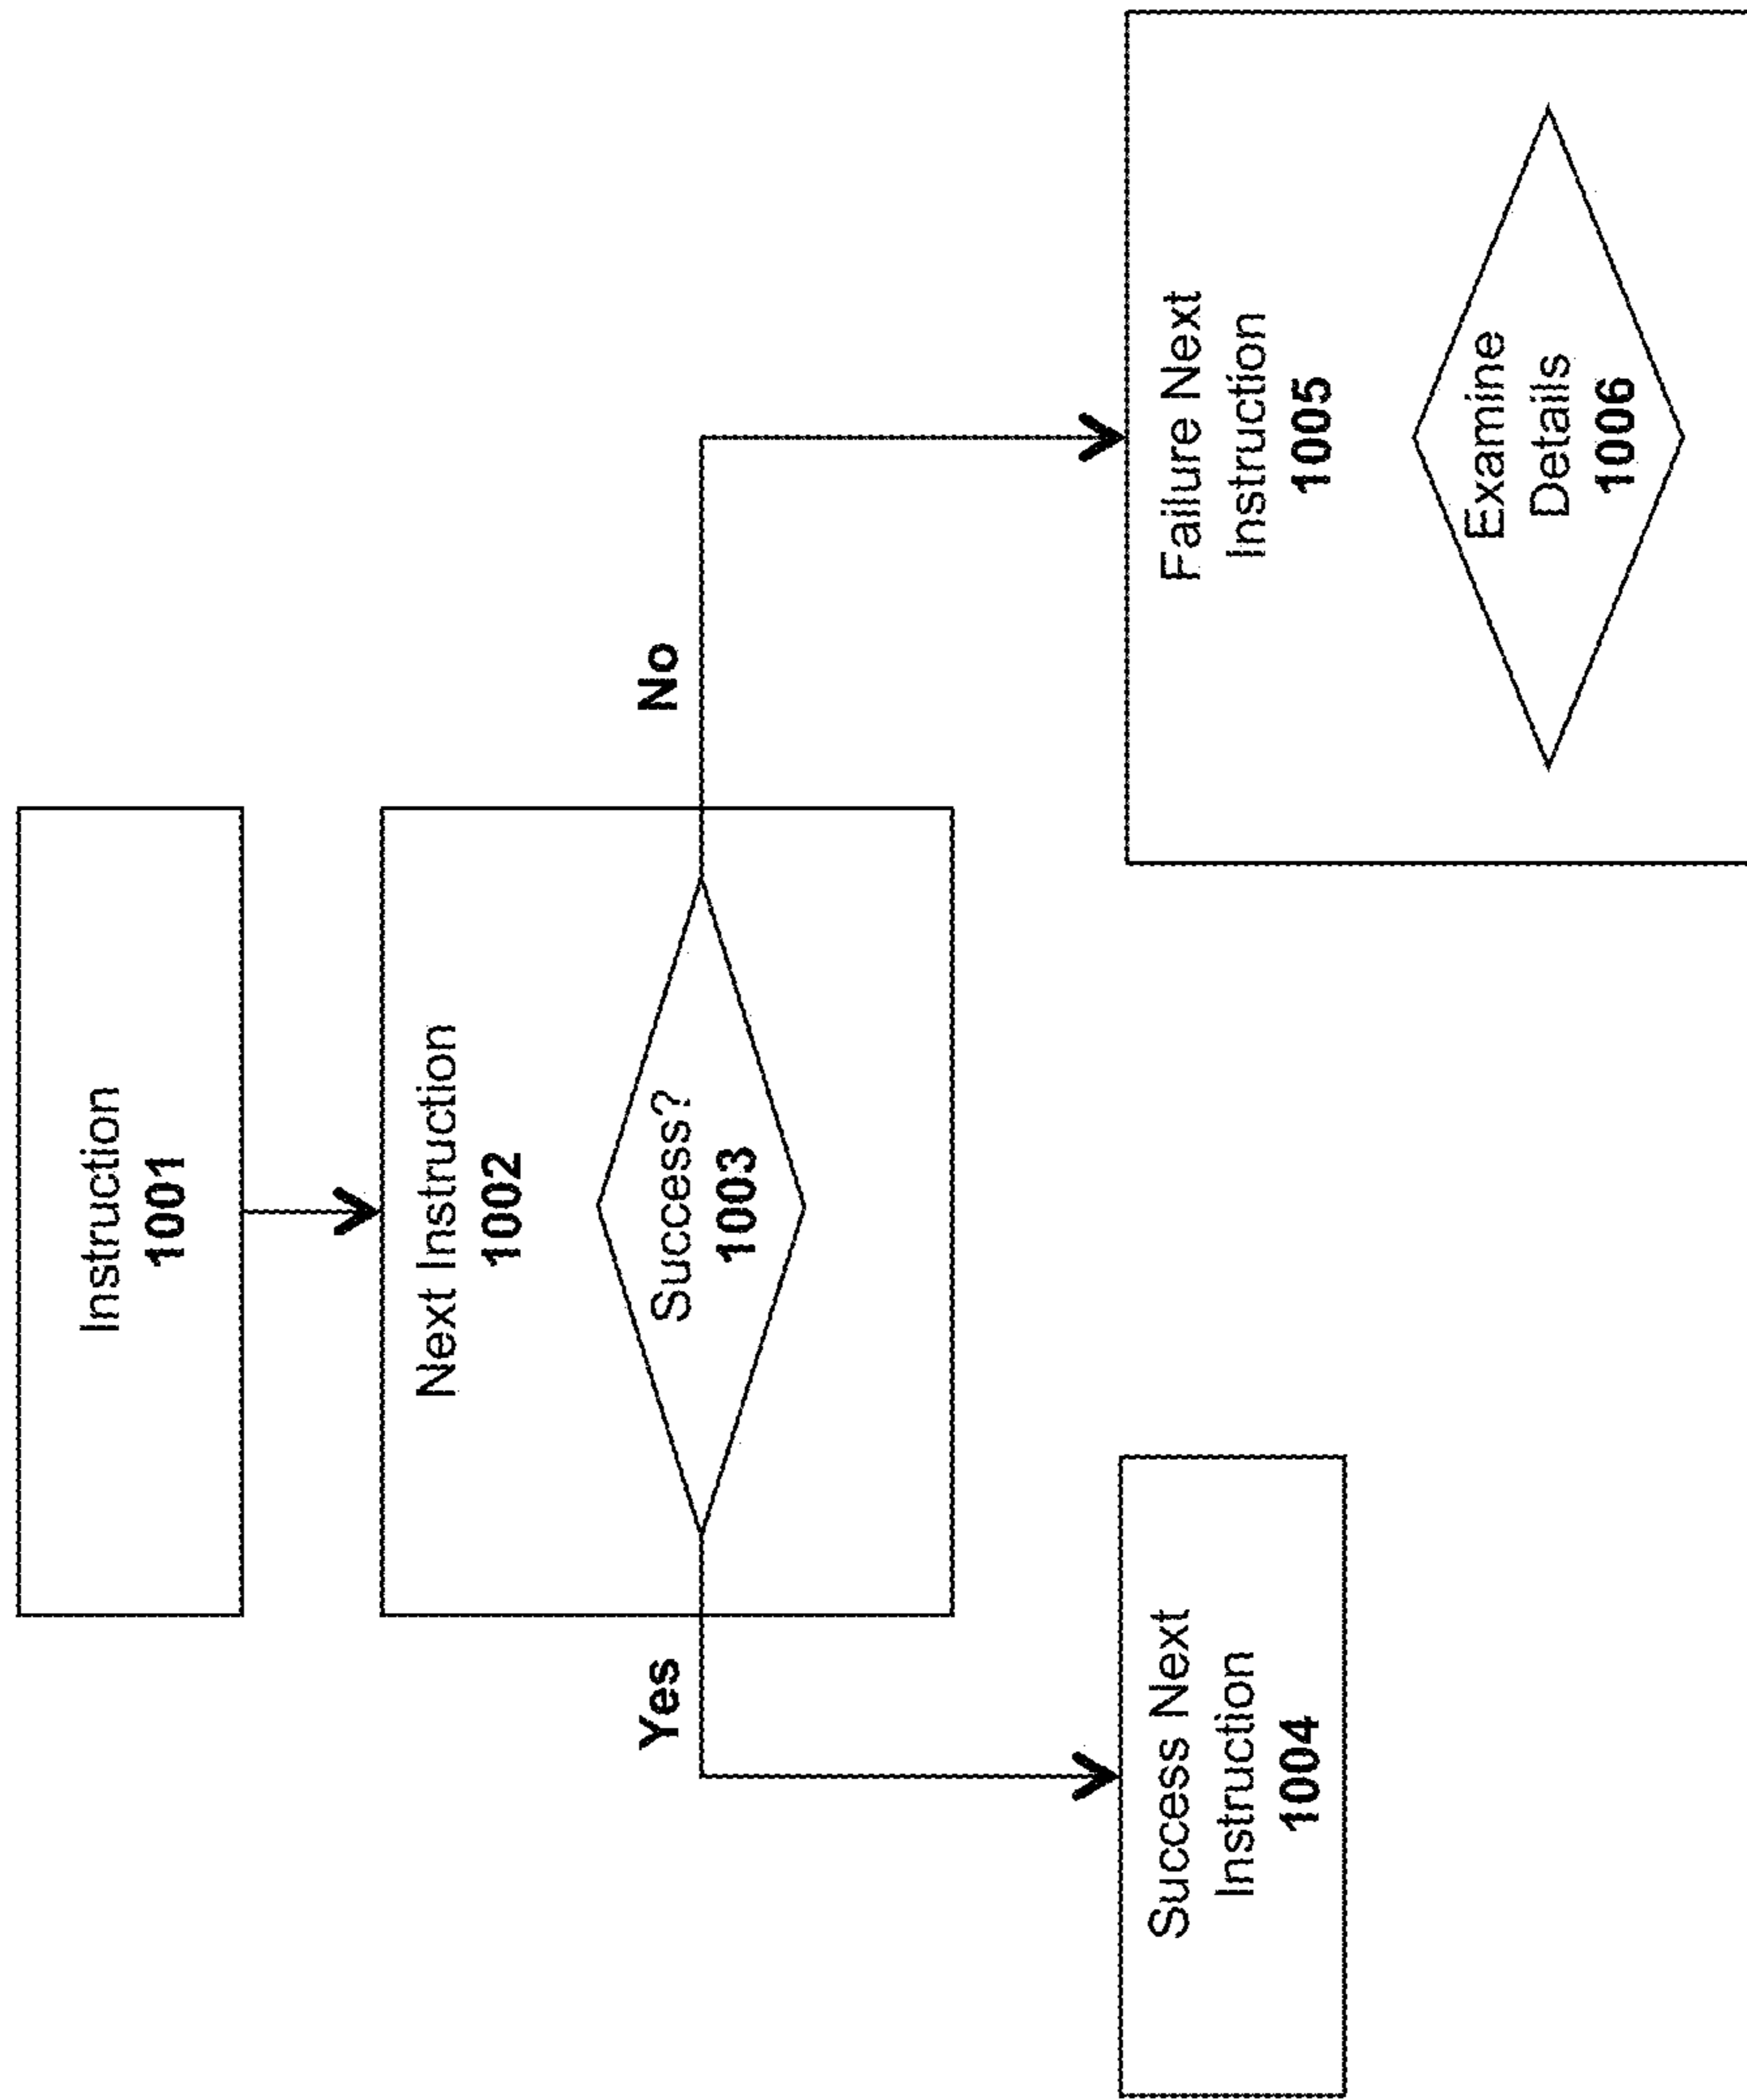 Instruction
1001
Next Instruction
1002
Success?
1003
Yes
No
Success Next
Instruction
1004
Failure Next
Instruction
1005
Examine
Details
1006